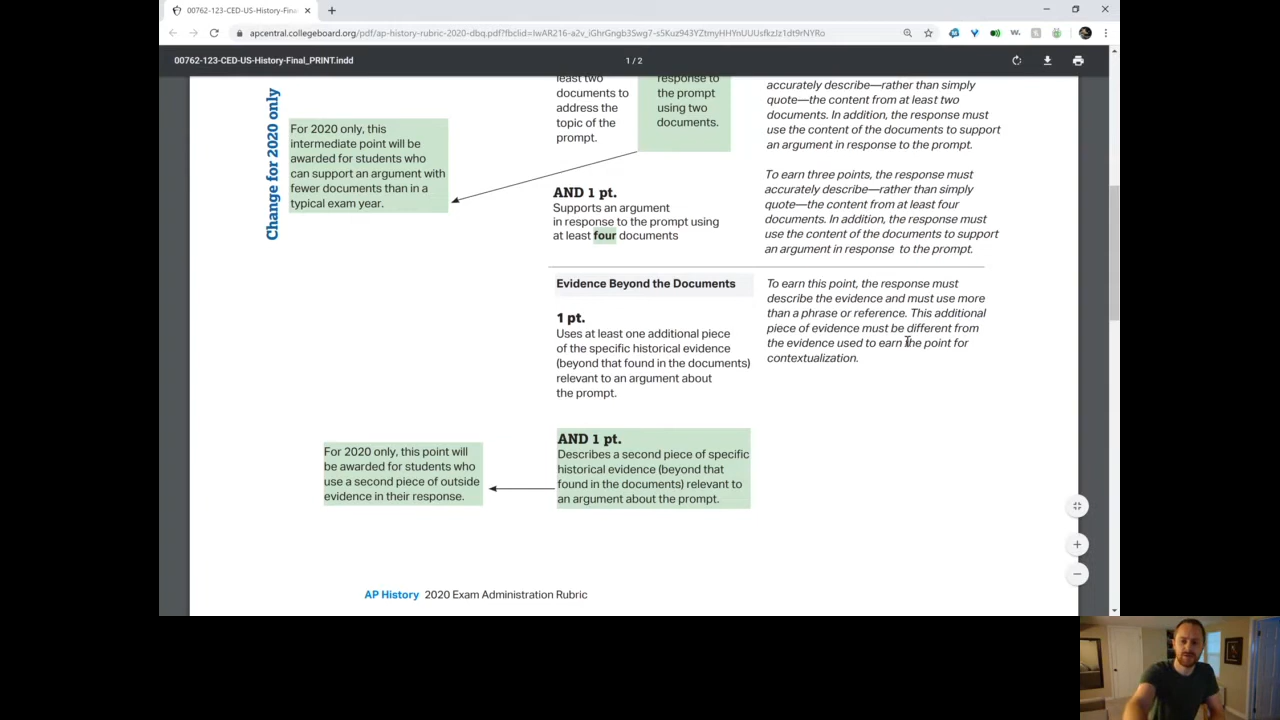 00762-123-CED-US-History-Fina
apcentral.collegeboard.org/pdf/ap-history-rubric-2020-dbq.pdf?fbclid=IwAR216-a2v_iGhrGngb3Swg7-s5Kuz943YZtmyHHYnUUUsfkzJz1dt9rNYRo
00762-123-CED-US-History-Final_PRINT.indd
1 / 2
Change for 2020 only
For 2020 only, this
intermediate point will be
awarded for students who
can support an argument with
fewer documents than in a
typical exam year.
least two
documents to
address the
topic of the
prompt.
response to
the prompt
using two
documents.
accurately describe—rather than simply
quote—the content from at least two
documents. In addition, the response must
use the content of the documents to support
an argument in response to the prompt.
AND 1 pt.
Supports an argument
in response to the prompt using
at least four documents
To earn three points, the response must
accurately describe—rather than simply
quote—the content from at least four
documents. In addition, the response must
use the content of the documents to support
an argument in response to the prompt.
Evidence Beyond the Documents
1 pt.
Uses at least one additional piece
of the specific historical evidence
(beyond that found in the documents)
relevant to an argument about
the prompt.
To earn this point, the response must
describe the evidence and must use more
than a phrase or reference. This additional
piece of evidence must be different from
the evidence used to earn the point for
contextualization.
For 2020 only, this point will
be awarded for students who
use a second piece of outside
evidence in their response.
AND 1 pt.
Describes a second piece of specific
historical evidence (beyond that
found in the documents) relevant to
an argument about the prompt.
AP History 2020 Exam Administration Rubric